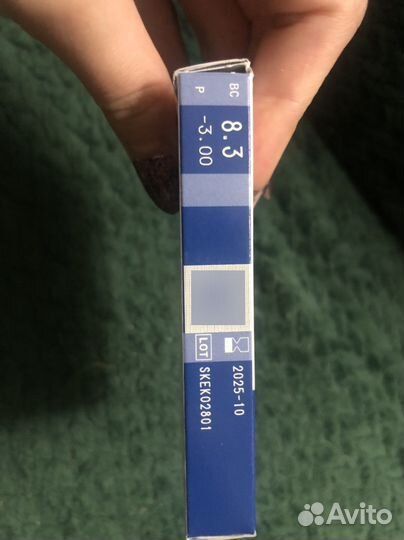 BC 8.3
P -3.00
2025-10
LOT SKEK02801
Avito